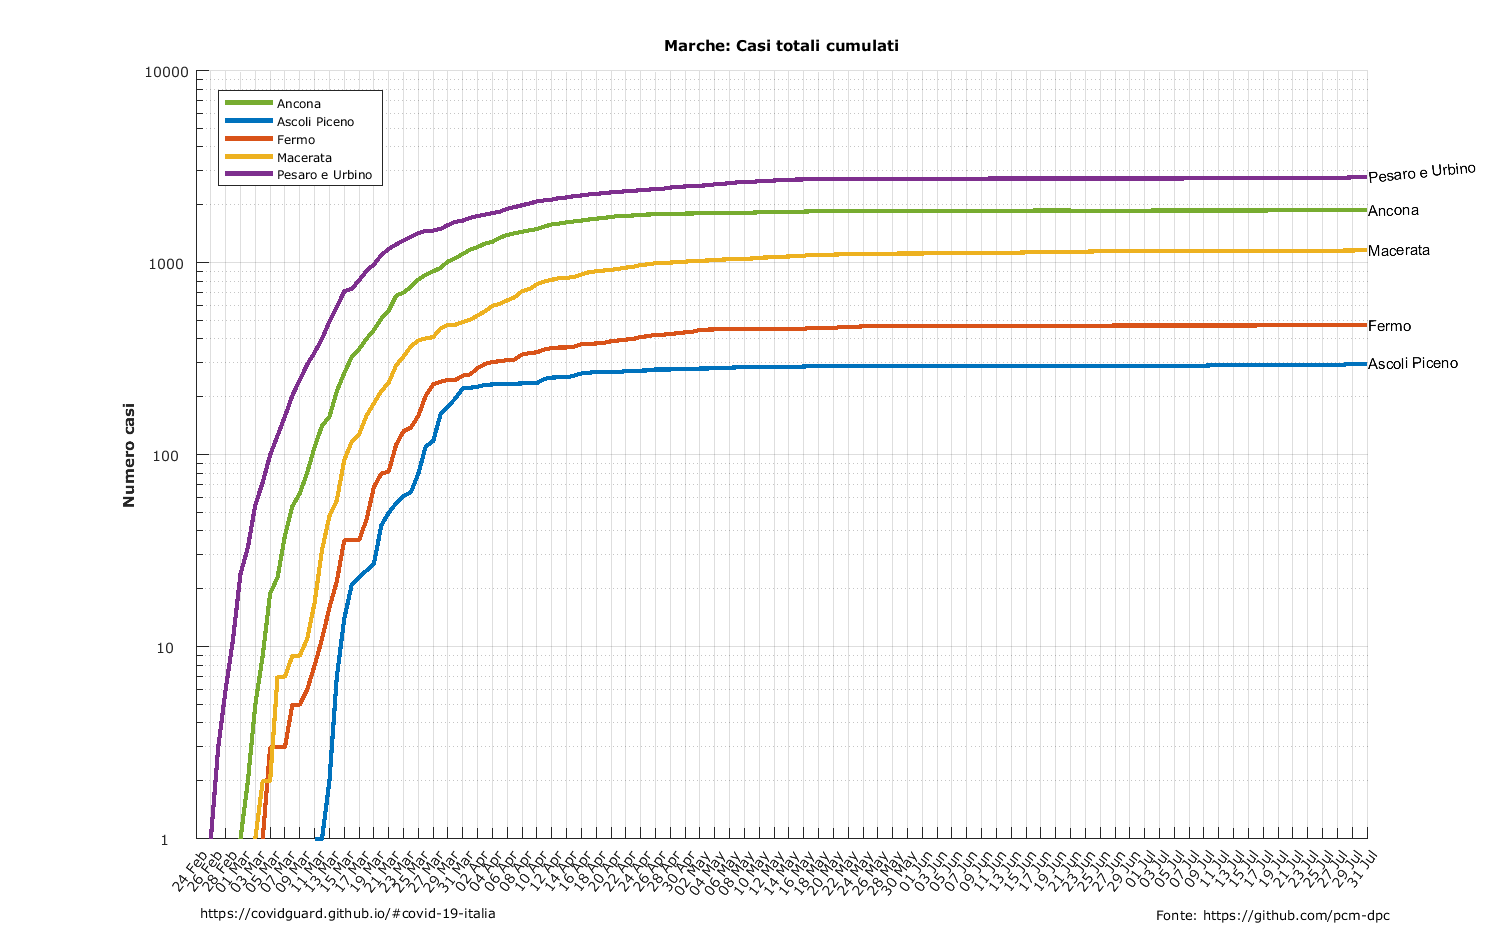 Marche: Casi totali cumulati
10000
1000
100
10
1
Numero casi
Ancona
Ascoli Piceno
Fermo
Macerata
Pesaro e Urbino
Pesaro e Urbino
Ancona
Macerata
Fermo
Ascoli Piceno
24 Feb
26 Feb
28 Feb
01 Mar
03 Mar
05 Mar
07 Mar
09 Mar
11 Mar
13 Mar
15 Mar
17 Mar
19 Mar
21 Mar
23 Mar
25 Mar
27 Mar
29 Mar
31 Mar
02 Apr
04 Apr
06 Apr
08 Apr
10 Apr
12 Apr
14 Apr
16 Apr
18 Apr
20 Apr
22 Apr
24 Apr
26 Apr
28 Apr
30 Apr
02 May
04 May
06 May
08 May
10 May
12 May
14 May
16 May
18 May
20 May
22 May
24 May
26 May
28 May
30 May
01 Jun
03 Jun
05 Jun
07 Jun
09 Jun
11 Jun
13 Jun
15 Jun
17 Jun
19 Jun
21 Jun
23 Jun
25 Jun
27 Jun
29 Jun
01 Jul
03 Jul
05 Jul
07 Jul
09 Jul
11 Jul
13 Jul
15 Jul
17 Jul
19 Jul
21 Jul
23 Jul
25 Jul
27 Jul
29 Jul
31 Jul
https://covidguard.github.io/#covid-19-italia
Fonte: https://github.com/pcm-dpc